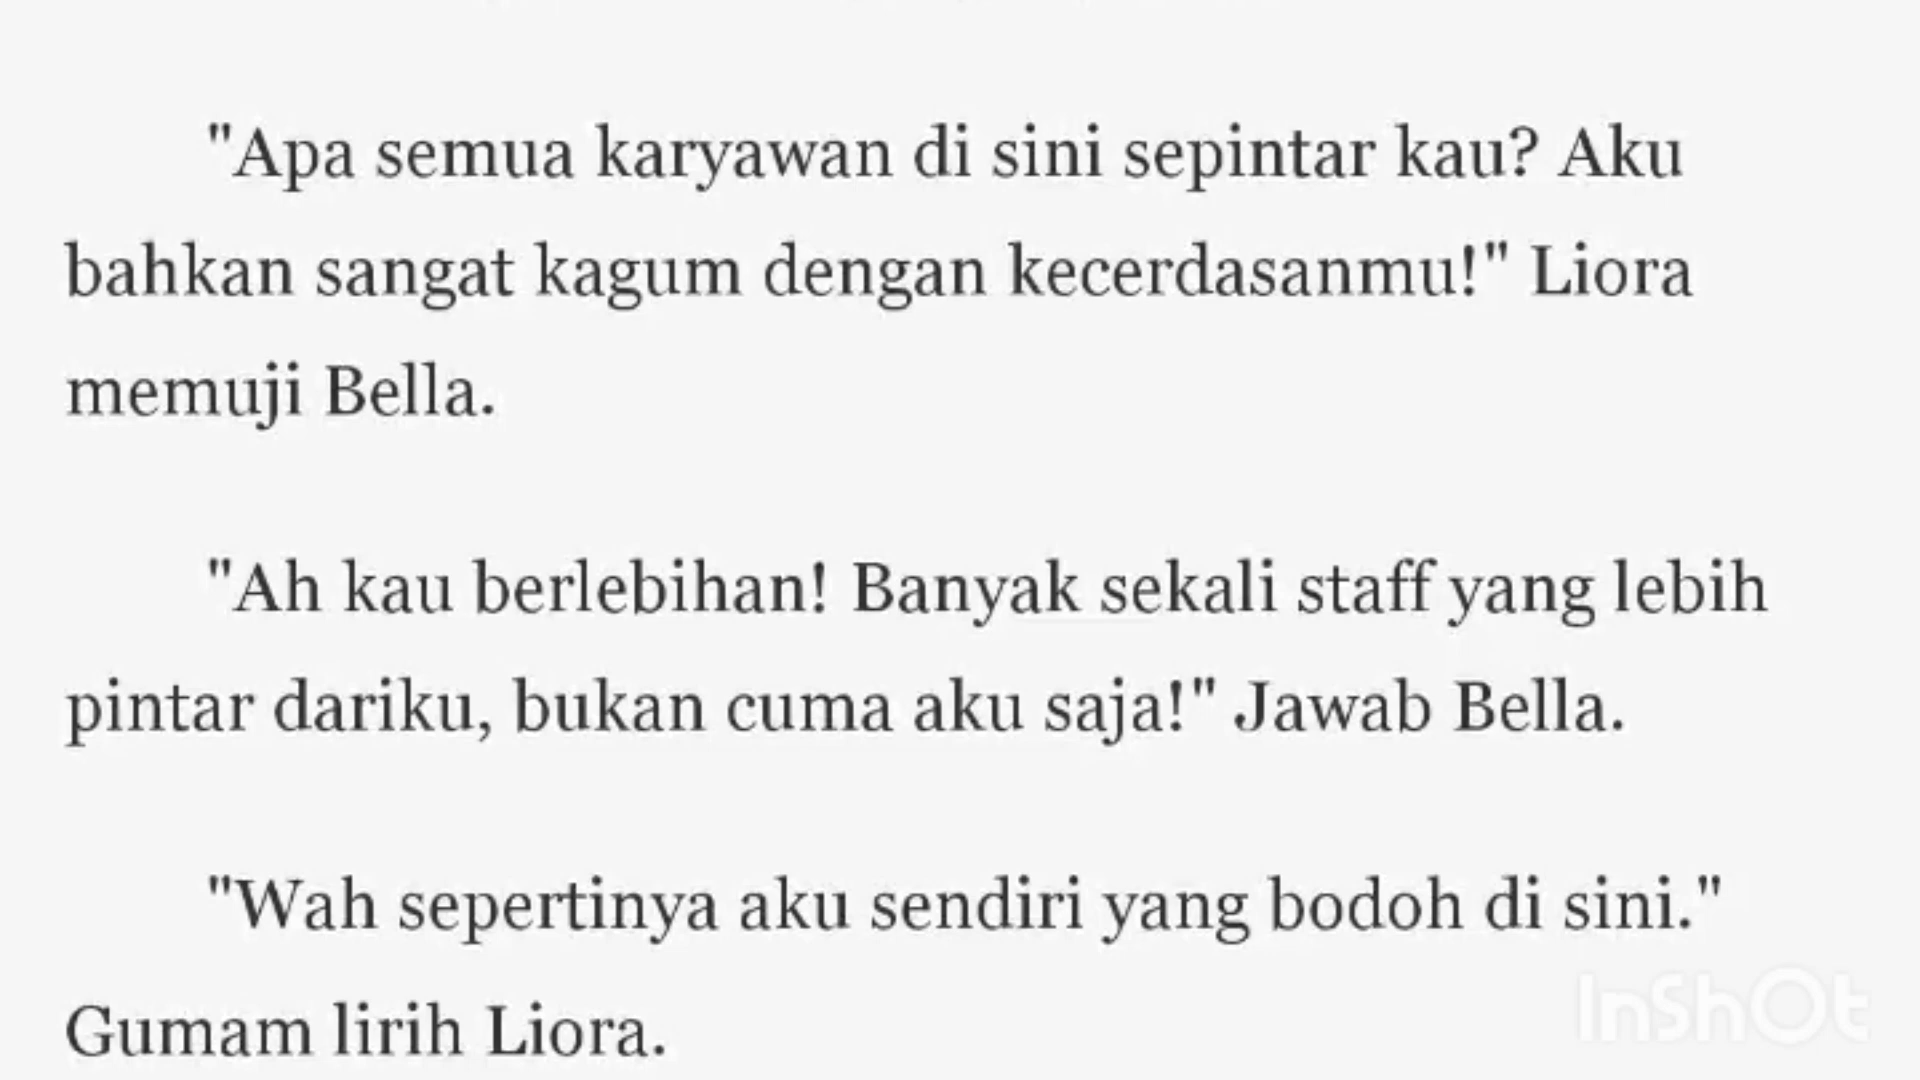 "Apa semua karyawan di sini sepintar kau? Aku
bahkan sangat kagum dengan kecerdasanmu!" Liora
memuji Bella.
"Ah kau berlebihan! Banyak sekali staff yang lebih
pintar dariku, bukan cuma aku saja!" Jawab Bella.
"Wah sepertinya aku sendiri yang bodoh di sini."
Gumam lirih Liora.
InShOt